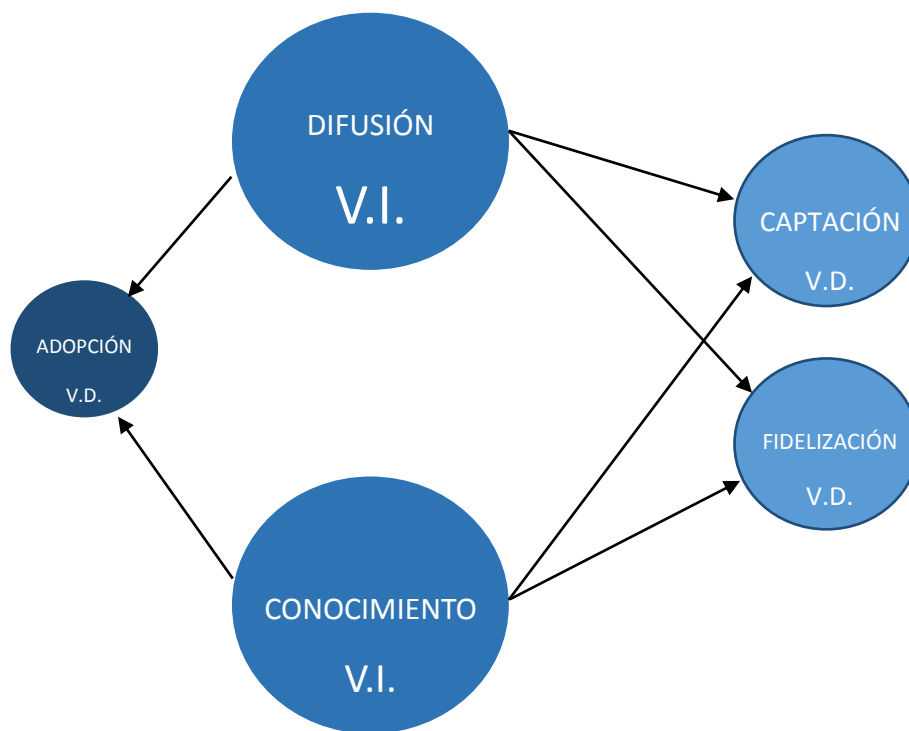 DIFUSIÓN
V.I.
CAPTACIÓN
V.D.
ADOPCIÓN
V.D.
FIDELIZACIÓN
V.D.
CONOCIMIENTO
V.I.